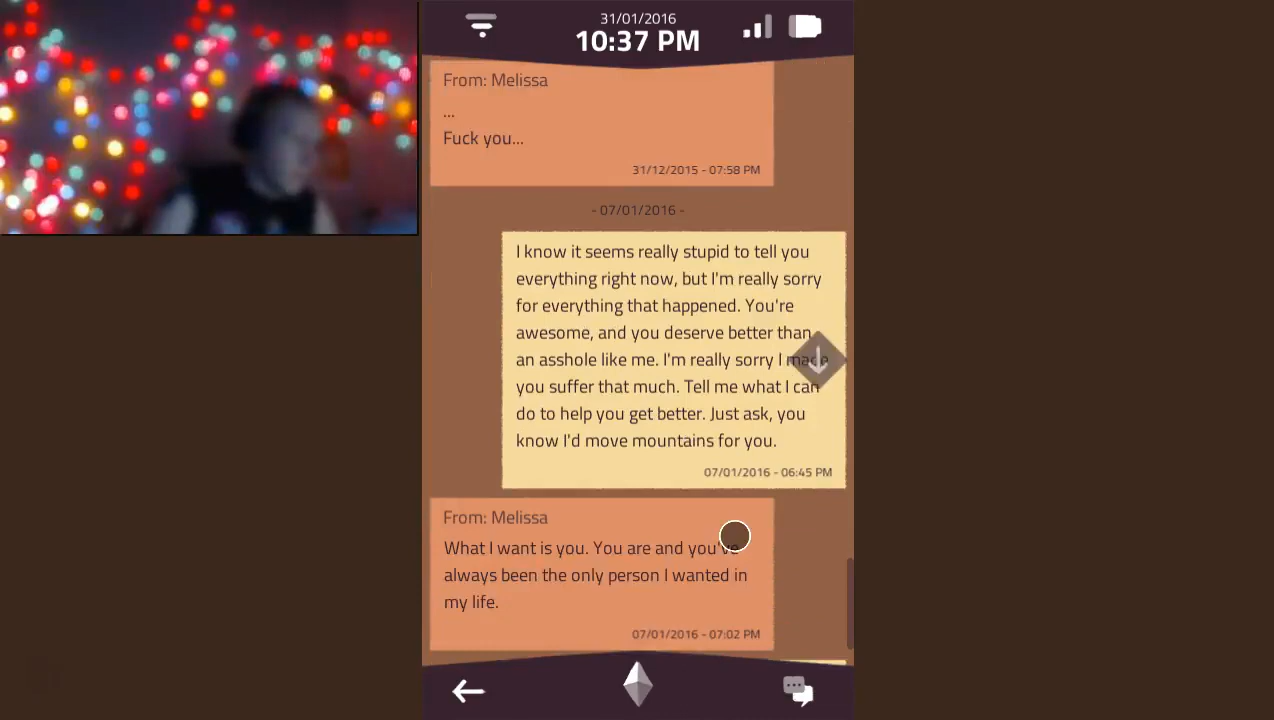 31/01/2016
10:37 PM
From: Melissa
...
Fuck you...
31/12/2015 - 07:58 PM
- 07/01/2016 -
I know it seems really stupid to tell you
everything right now, but I'm really sorry
for everything that happened. You're
awesome, and you deserve better than
an asshole like me. I'm really sorry I made
you suffer that much. Tell me what I can
do to help you get better. Just ask, you
know I'd move mountains for you.
07/01/2016 - 06:45 PM
From: Melissa
What I want is you. You are and you've
always been the only person I wanted in
my life.
07/01/2016 - 07:02 PM